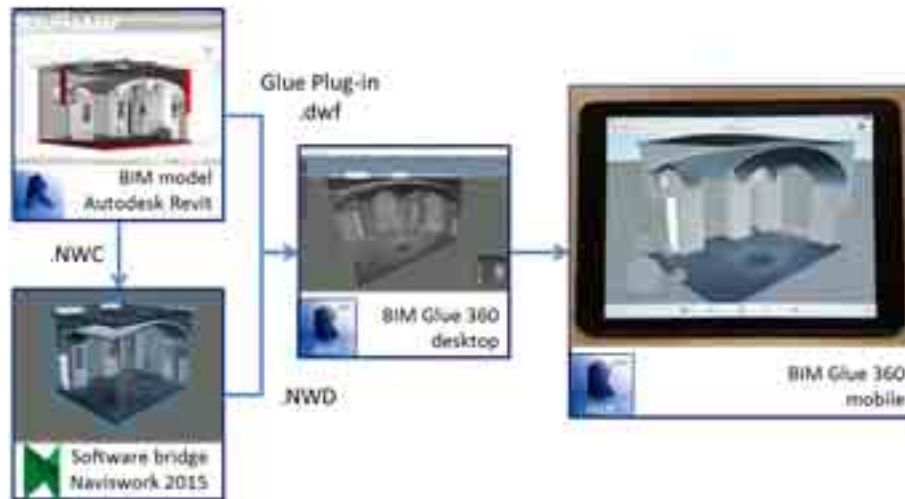 BIM model
Autodesk Revit
Glue Plug-in
.dwf
.NWC
BIM Glue 360
desktop
BIM Glue 360
mobile
.NWD
Software bridge
Naviswork 2015